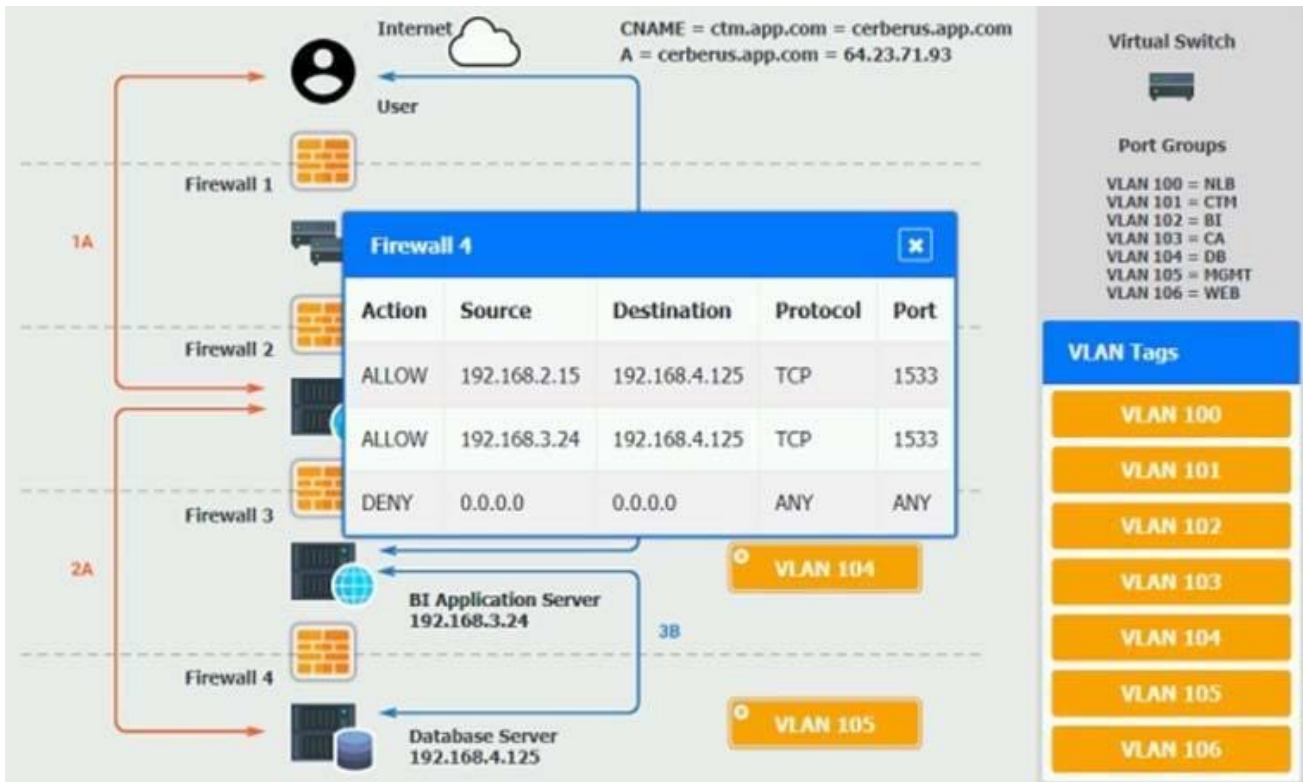 Internet
CNAME = ctm.app.com = cerberus.app.com
A = cerberus.app.com = 64.23.71.93
User
Firewall 1
1A
Firewall 2
Firewall 4
Action Source Destination Protocol Port
ALLOW 192.168.2.15 192.168.4.125 TCP 1533
ALLOW 192.168.3.24 192.168.4.125 TCP 1533
DENY 0.0.0.0 0.0.0.0 ANY ANY
Firewall 3
2A
BI Application Server
192.168.3.24
VLAN 104
3B
Firewall 4
Database Server
192.168.4.125
VLAN 105
Virtual Switch
Port Groups
VLAN 100 = NLB
VLAN 101 = CTM
VLAN 102 = BI
VLAN 103 = CA
VLAN 104 = DB
VLAN 105 = MGMT
VLAN 106 = WEB
VLAN Tags
VLAN 100
VLAN 101
VLAN 102
VLAN 103
VLAN 104
VLAN 105
VLAN 106